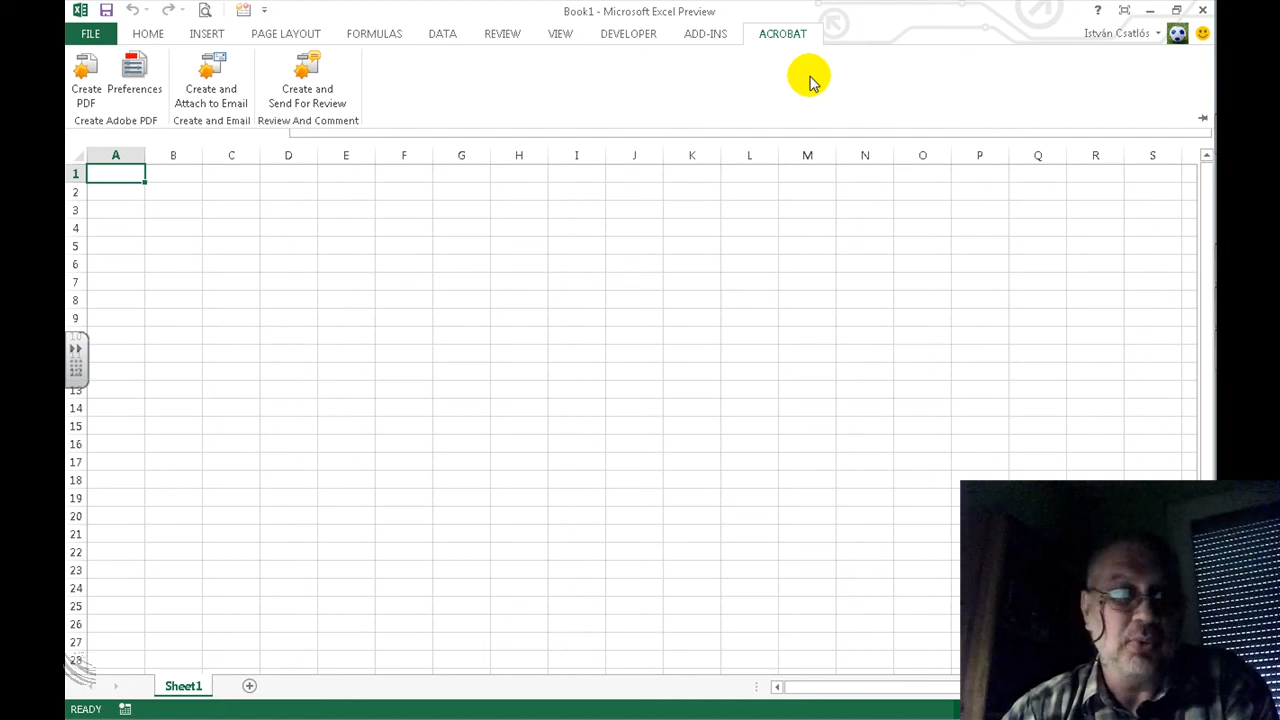 Book1 - Microsoft Excel Preview
?
FILE HOME INSERT PAGE LAYOUT FORMULAS DATA REVIEW VIEW DEVELOPER ADD-INS ACROBAT István Csatlós
Create PDF
Preferences
Create and Attach to Email
Create and Send For Review
Create Adobe PDF Create and Email Review And Comment
A B C D E F G H I J K L M N O P Q R S
1
2
3
4
5
6
7
8
9
10
11
12
13
14
15
16
17
18
19
20
21
22
23
24
25
26
27
28
Sheet1
READY